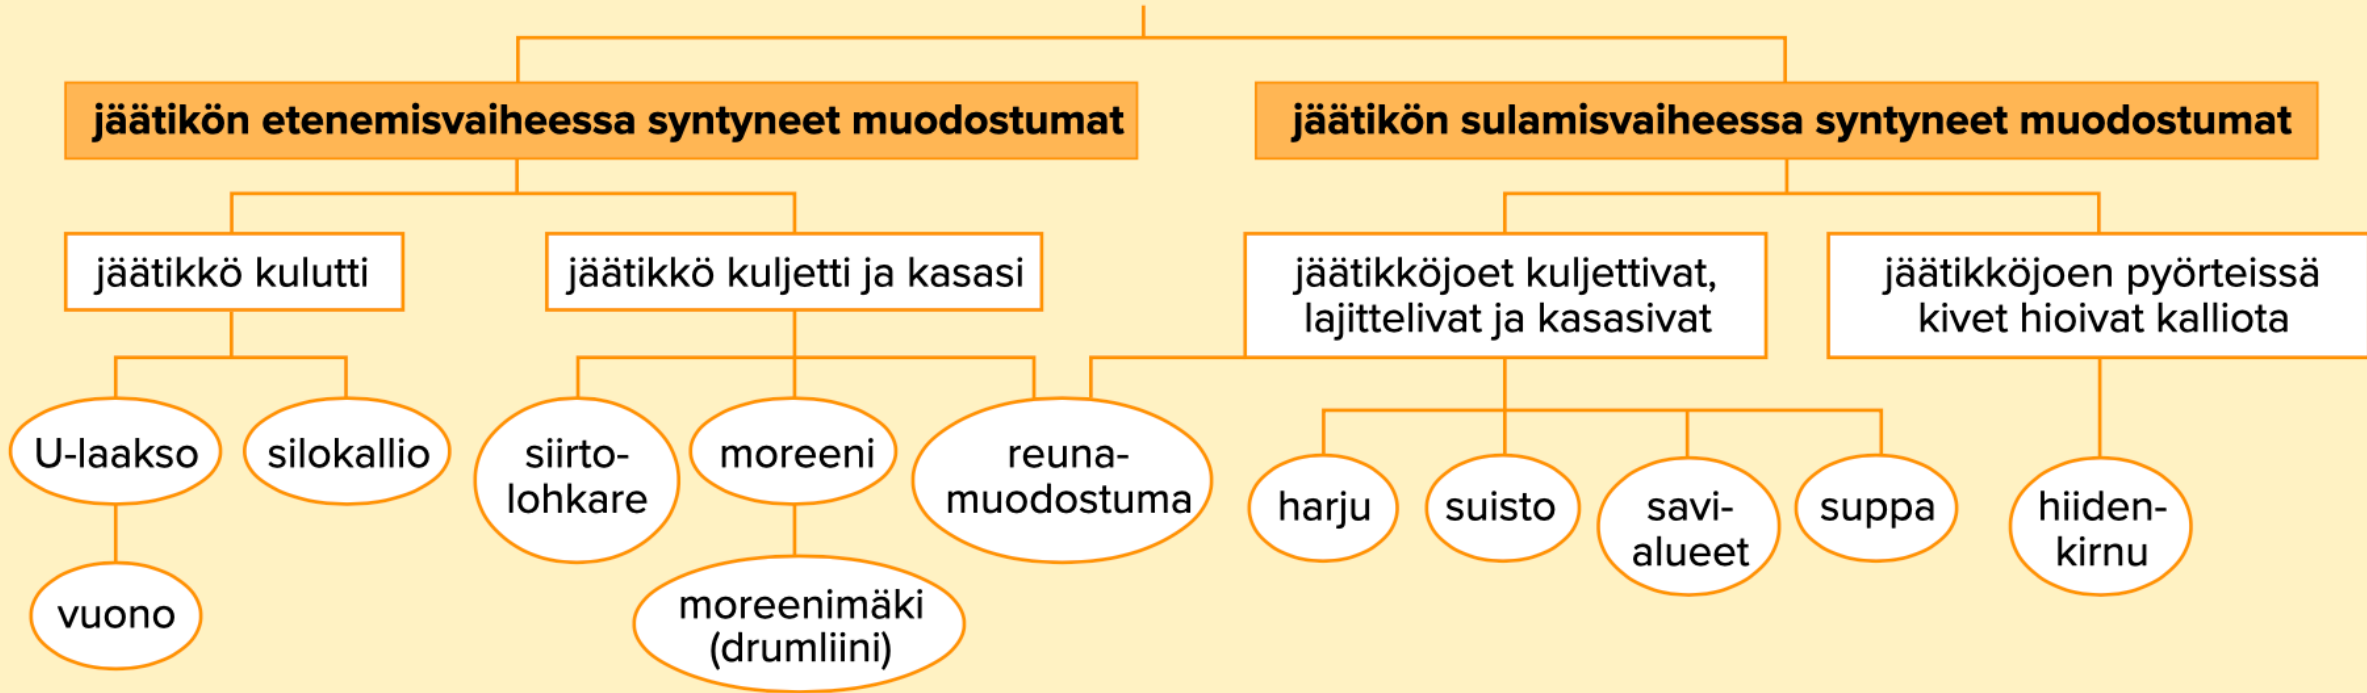 jäätikön etenemisvaiheessa syntyneet muodostumat
jäätikön sulamisvaiheessa syntyneet muodostumat
jäätikkö kulutti
jäätikkö kuljetti ja kasasi
jäätikköjoet kuljettivat,
lajittelivat ja kasasivat
jäätikköjoen pyörteissä
kivet hioivat kalliota
U-laakso
silokallio
siirto-
lohkare
moreeni
reuna-
muodostuma
harju
suisto
savi-
alueet
suppa
hiiden-
kirnu
vuono
moreenimäki
(drumliini)